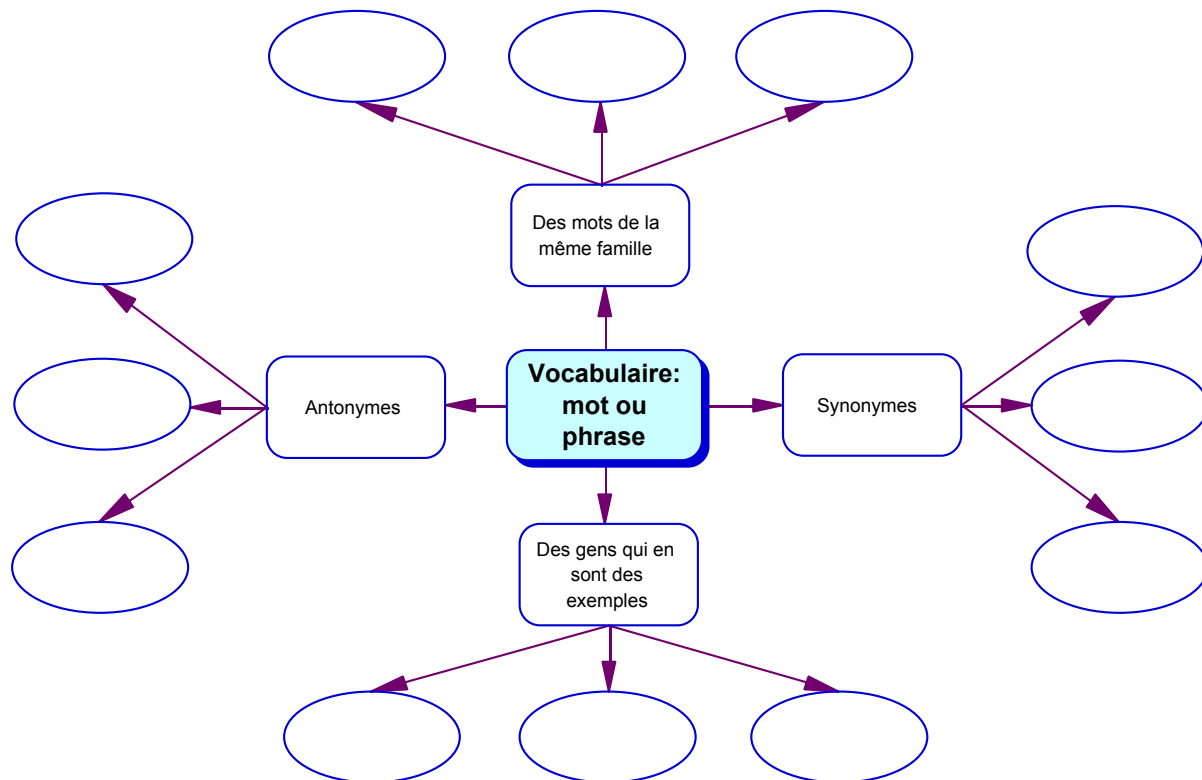 Des mots de la
même famille
Antonymes
Vocabulaire:
mot ou
phrase
Synonymes
Des gens qui en
sont des
exemples